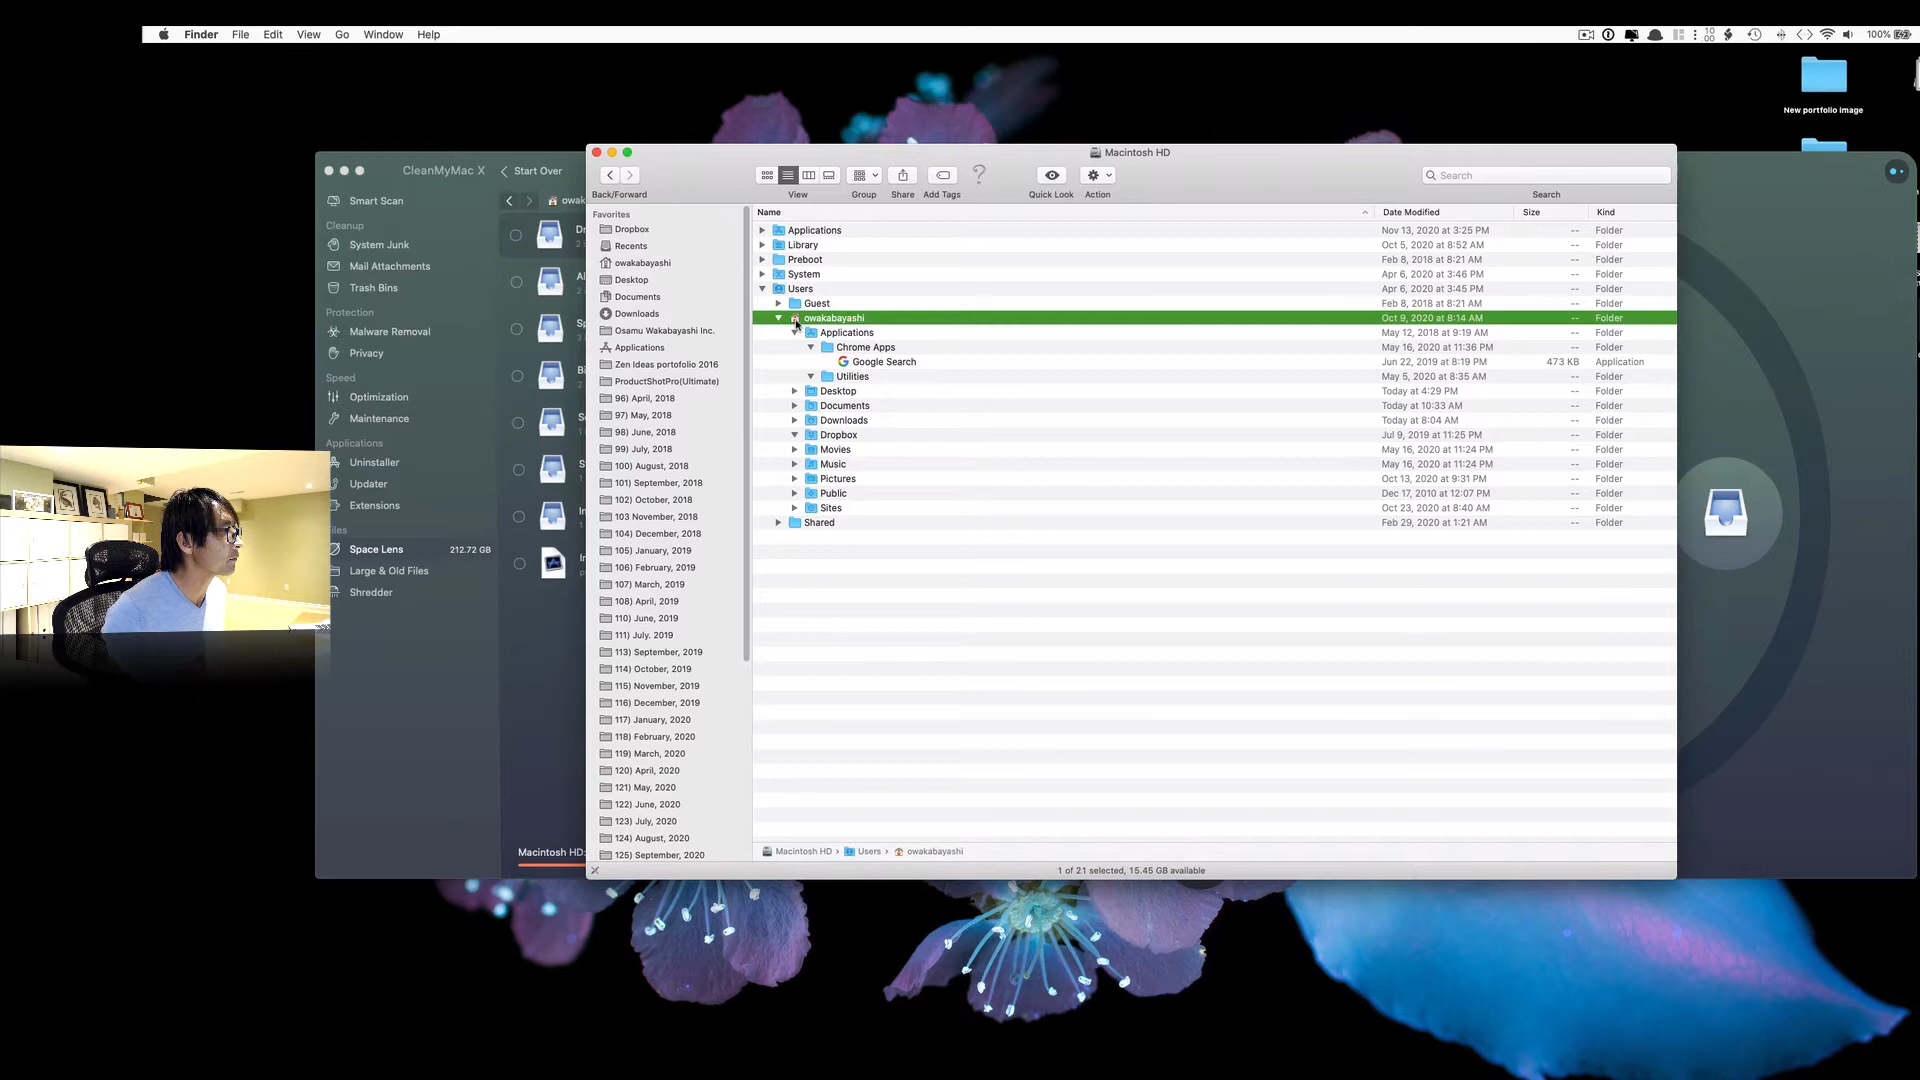 Finder File Edit View Go Window Help
100%
New portfolio image
CleanMyMac X
Start Over
Smart Scan
Cleanup
System Junk
Mail Attachments
Trash Bins
Protection
Malware Removal
Privacy
Speed
Optimization
Maintenance
Applications
Uninstaller
Updater
Extensions
Files
Space Lens 212.72 GB
Large & Old Files
Shredder
Macintosh HD:
Macintosh HD
Back/Forward
View
Group
Share
Add Tags
Quick Look
Action
Search
Search
Favorites
Dropbox
Recents
owakabayashi
Desktop
Documents
Downloads
Osamu Wakabayashi Inc.
Applications
Zen Ideas portofolio 2016
ProductShotPro(Ultimate)
96) April, 2018
97) May, 2018
98) June, 2018
99) July, 2018
100) August, 2018
101) September, 2018
102) October, 2018
103 November, 2018
104) December, 2018
105) January, 2019
106) February, 2019
107) March, 2019
108) April, 2019
110) June, 2019
111) July. 2019
113) September, 2019
114) October, 2019
115) November, 2019
116) December, 2019
117) January, 2020
118) February, 2020
119) March, 2020
120) April, 2020
121) May, 2020
122) June, 2020
123) July, 2020
124) August, 2020
125) September, 2020
Name Date Modified Size Kind
Applications Nov 13, 2020 at 3:25 PM -- Folder
Library Oct 5, 2020 at 8:52 AM -- Folder
Preboot Feb 8, 2018 at 8:21 AM -- Folder
System Apr 6, 2020 at 3:46 PM -- Folder
Users Apr 6, 2020 at 3:45 PM -- Folder
Guest Feb 8, 2018 at 8:21 AM -- Folder
owakabayashi Oct 9, 2020 at 8:14 AM -- Folder
Applications May 12, 2018 at 9:19 AM -- Folder
Chrome Apps May 16, 2020 at 11:36 PM -- Folder
Google Search Jun 22, 2019 at 8:19 PM 473 KB Application
Utilities May 5, 2020 at 8:35 AM -- Folder
Desktop Today at 4:29 PM -- Folder
Documents Today at 10:33 AM -- Folder
Downloads Today at 8:04 AM -- Folder
Dropbox Jul 9, 2019 at 11:25 PM -- Folder
Movies May 16, 2020 at 11:24 PM -- Folder
Music May 16, 2020 at 11:24 PM -- Folder
Pictures Oct 13, 2020 at 9:31 PM -- Folder
Public Dec 17, 2010 at 12:07 PM -- Folder
Sites Oct 23, 2020 at 8:40 AM -- Folder
Shared Feb 29, 2020 at 1:21 AM -- Folder
Macintosh HD › Users › owakabayashi
1 of 21 selected, 15.45 GB available